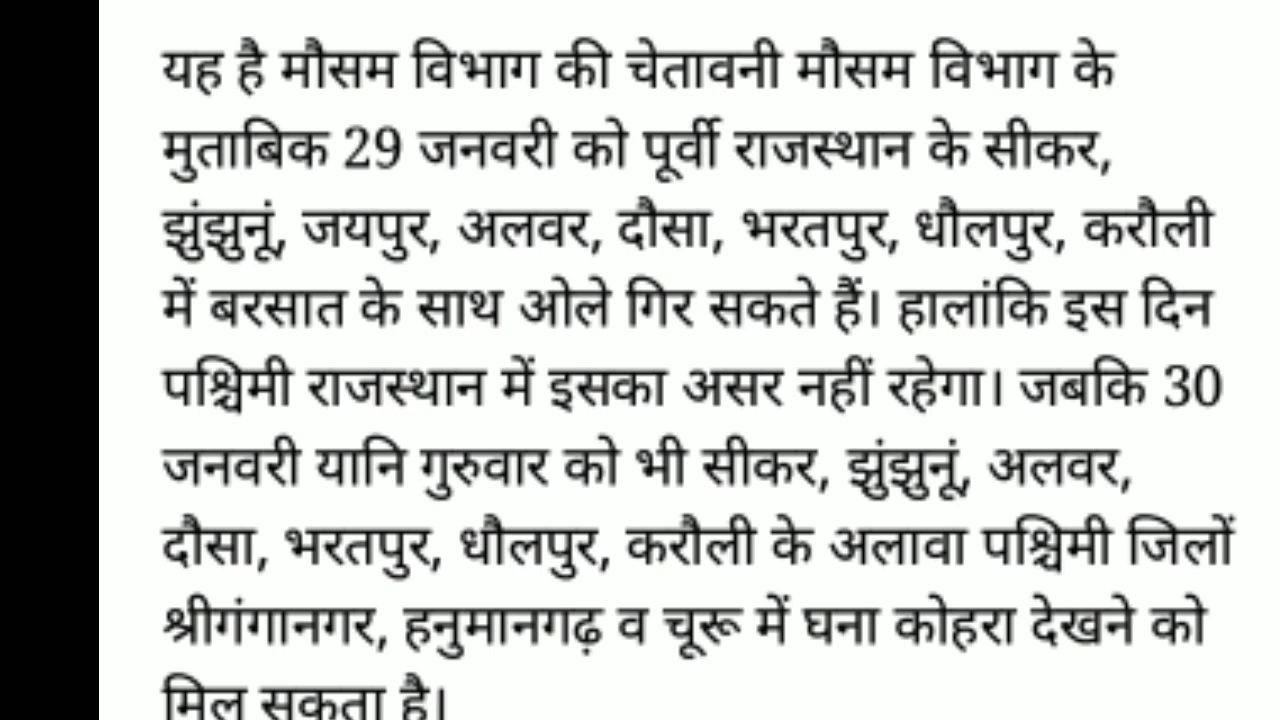 यह है मौसम विभाग की चेतावनी मौसम विभाग के
मुताबिक 29 जनवरी को पूर्वी राजस्थान के सीकर,
झुंझुनूं, जयपुर, अलवर, दौसा, भरतपुर, धौलपुर, करौली
में बरसात के साथ ओले गिर सकते हैं। हालांकि इस दिन
पश्चिमी राजस्थान में इसका असर नहीं रहेगा। जबकि 30
जनवरी यानि गुरुवार को भी सीकर, झुंझुनूं, अलवर,
दौसा, भरतपुर, धौलपुर, करौली के अलावा पश्चिमी जिलों
श्रीगंगानगर, हनुमानगढ़ व चूरू में घना कोहरा देखने को
मिल सकता है।